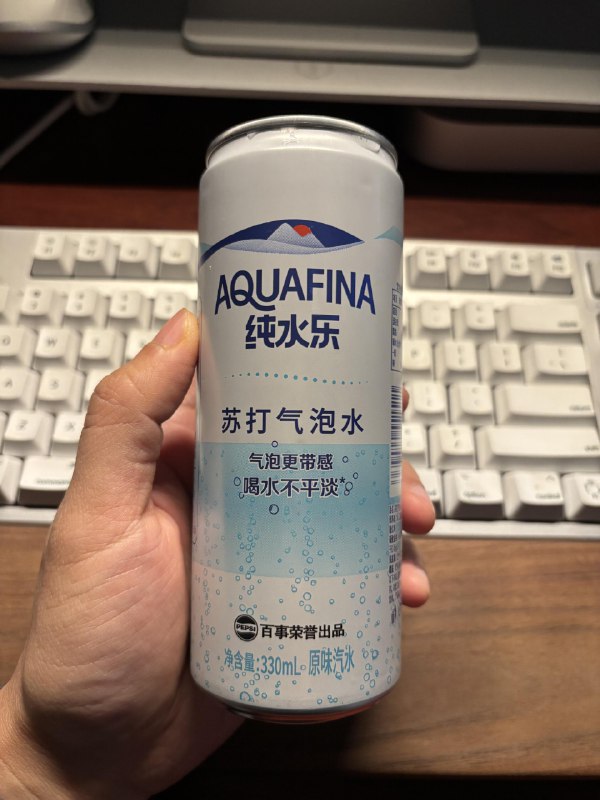 AQUAFINA
纯水乐
苏打气泡水
气泡更带感
喝水不平淡*
PEPSI 百事荣誉出品
净含量:330mL 原味汽水